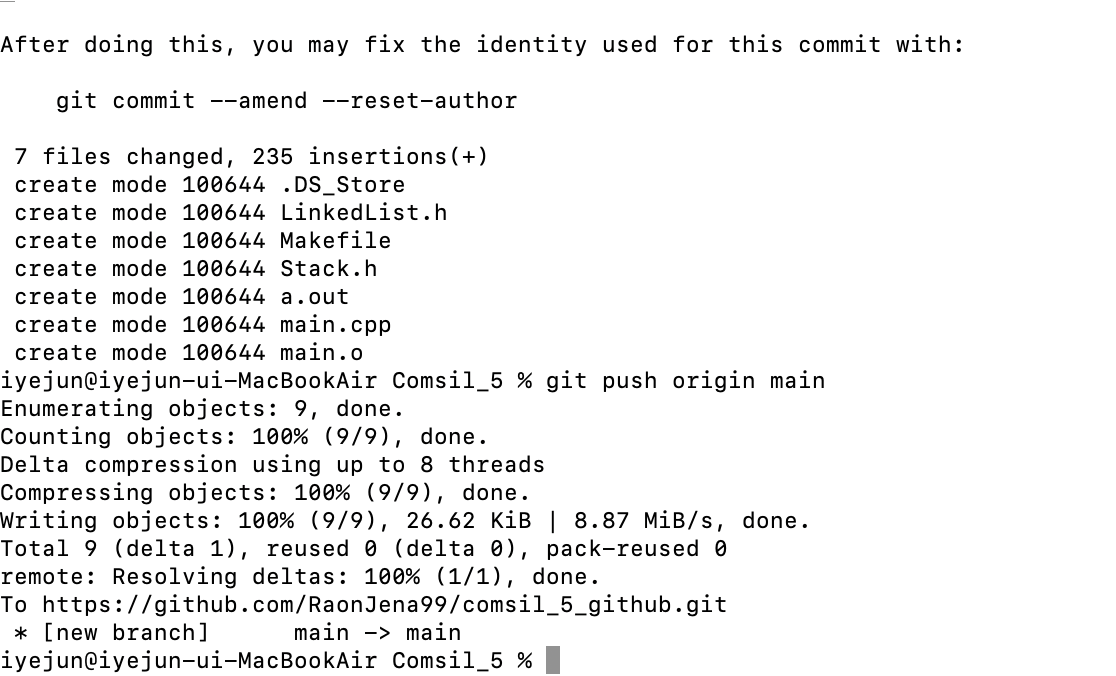 After doing this, you may fix the identity used for this commit with:
git commit --amend --reset-author
7 files changed, 235 insertions(+)
create mode 100644 .DS_Store
create mode 100644 LinkedList.h
create mode 100644 Makefile
create mode 100644 Stack.h
create mode 100644 a.out
create mode 100644 main.cpp
create mode 100644 main.o
iyejun@iyejun-ui-MacBookAir Comsil_5 % git push origin main
Enumerating objects: 9, done.
Counting objects: 100% (9/9), done.
Delta compression using up to 8 threads
Compressing objects: 100% (9/9), done.
Writing objects: 100% (9/9), 26.62 KiB | 8.87 MiB/s, done.
Total 9 (delta 1), reused 0 (delta 0), pack-reused 0
remote: Resolving deltas: 100% (1/1), done.
To https://github.com/RaonJena99/comsil_5_github.git
* [new branch]      main -> main
iyejun@iyejun-ui-MacBookAir Comsil_5 %